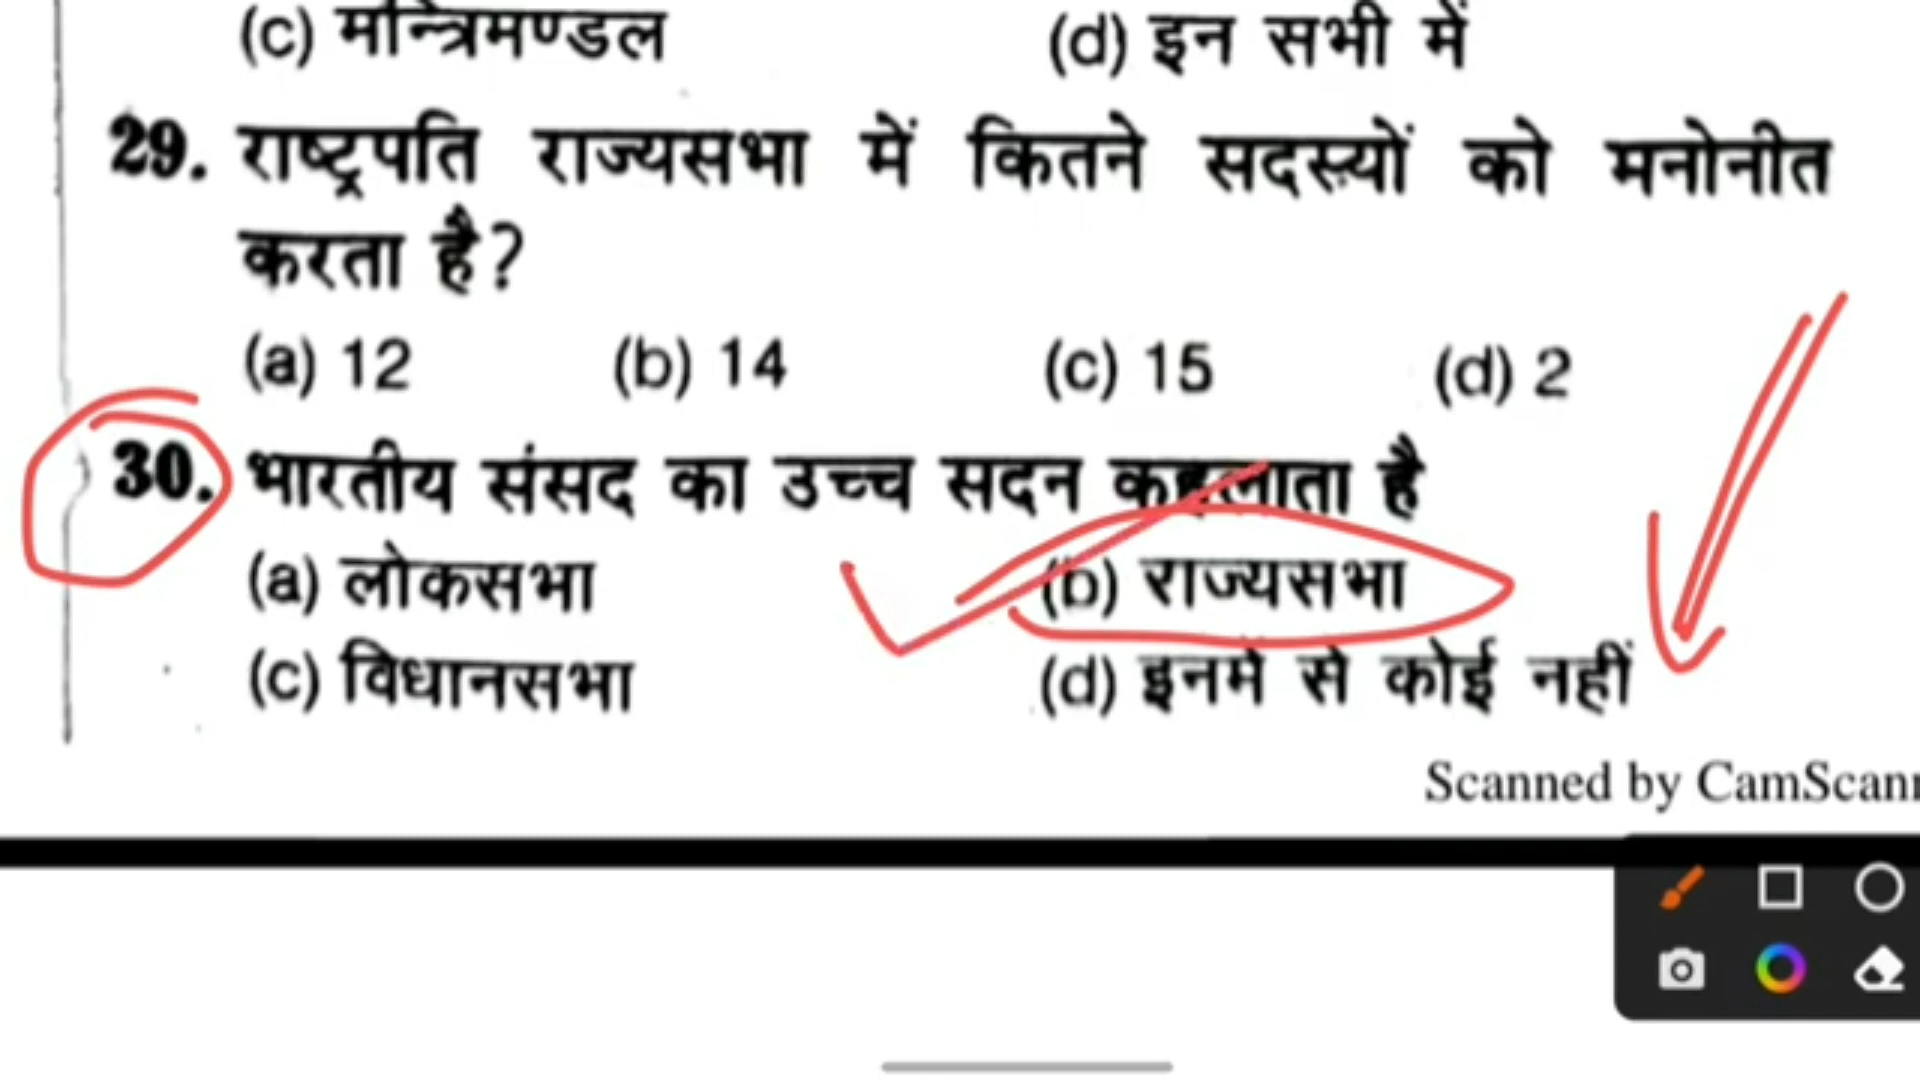 (c) मन्त्रिमण्डल (d) इन सभी में
29. राष्ट्रपति राज्यसभा में कितने सदस्यों को मनोनीत
करता है?
(a) 12 (b) 14 (c) 15 (d) 2
30. भारतीय संसद का उच्च सदन कहलाता है
(a) लोकसभा (b) राज्यसभा
(c) विधानसभा (d) इनमें से कोई नहीं
Scanned by CamScann